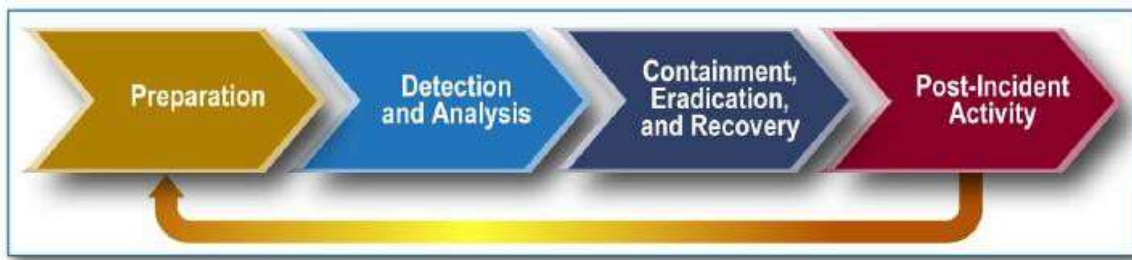 Preparation
Detection
and Analysis
Containment,
Eradication,
and Recovery
Post-Incident
Activity